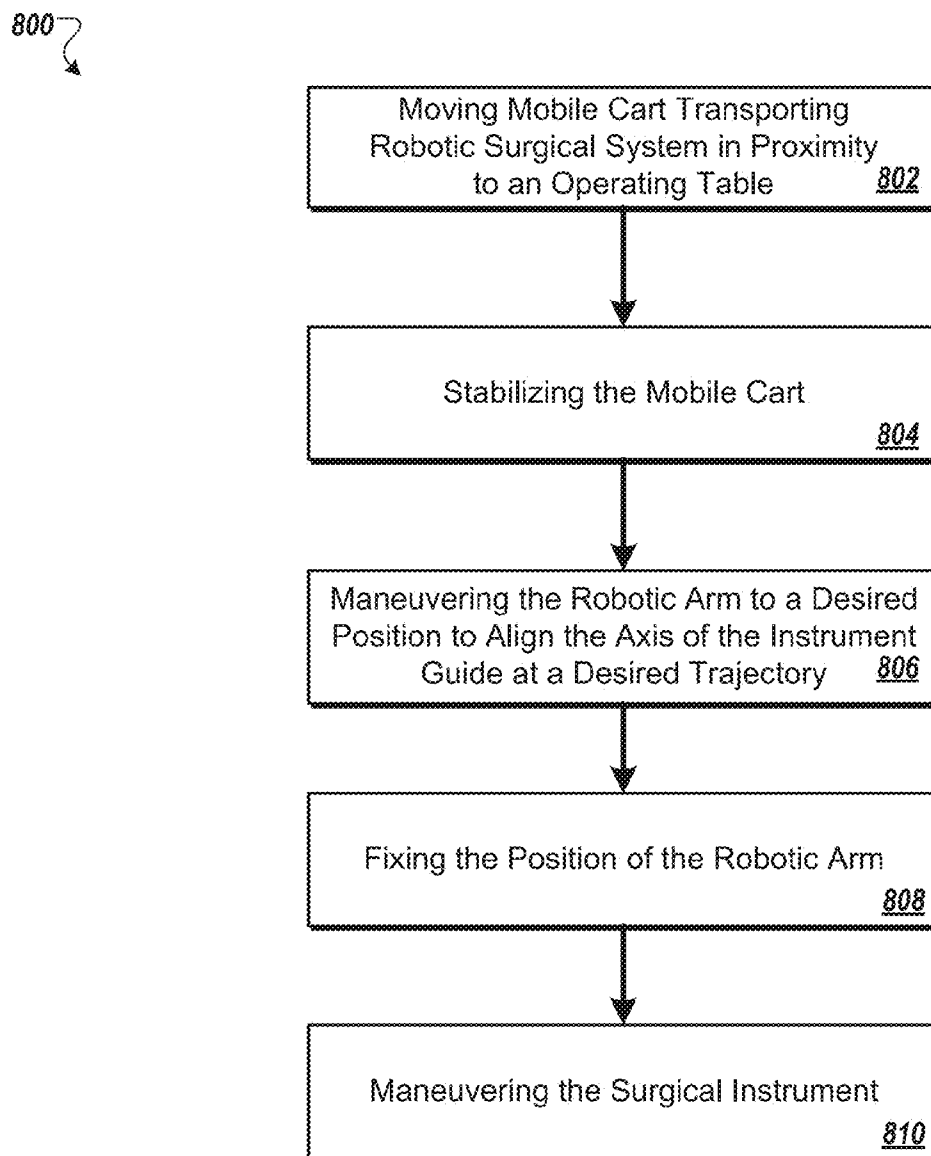 800
Moving Mobile Cart Transporting
Robotic Surgical System in Proximity
to an Operating Table 802
Stabilizing the Mobile Cart
804
Maneuvering the Robotic Arm to a Desired
Position to Align the Axis of the Instrument
Guide at a Desired Trajectory 806
Fixing the Position of the Robotic Arm
808
Maneuvering the Surgical Instrument
810